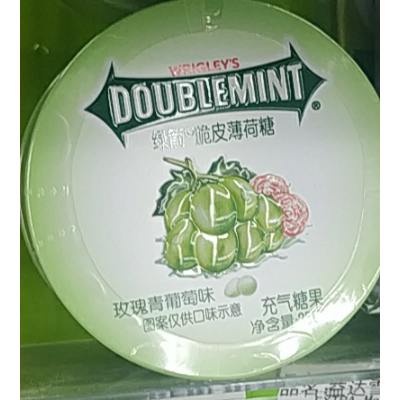 WRIGLEY'S
DOUBLEMINT®
绿箭® 脆皮薄荷糖
玫瑰青葡萄味
图案仅供口味示意
充气糖果
净含量: